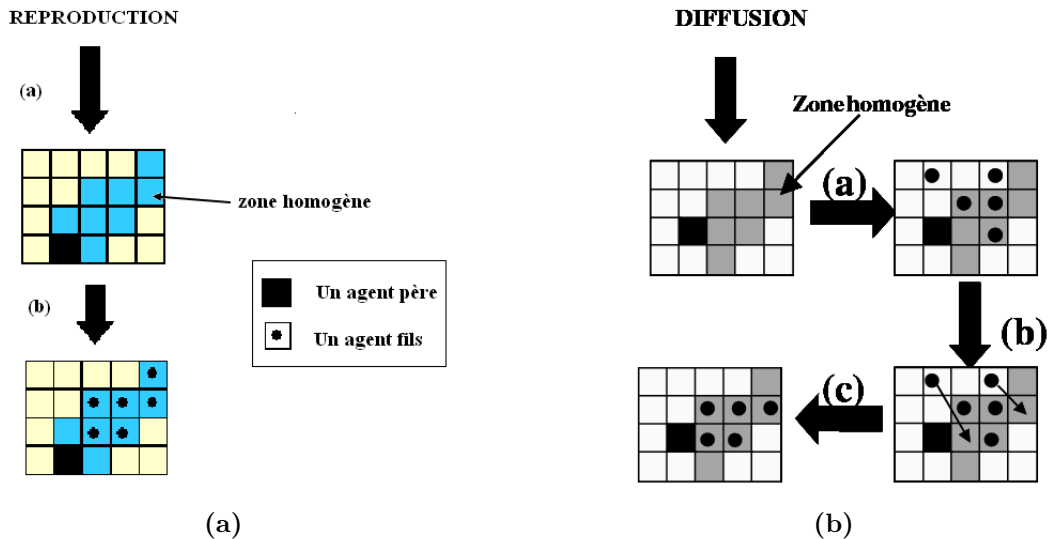 REPRODUCTION
(a)
zone homogène
Un agent père
Un agent fils
(b)
(a)
DIFFUSION
Zone homogène
(a)
(b)
(c)
(b)